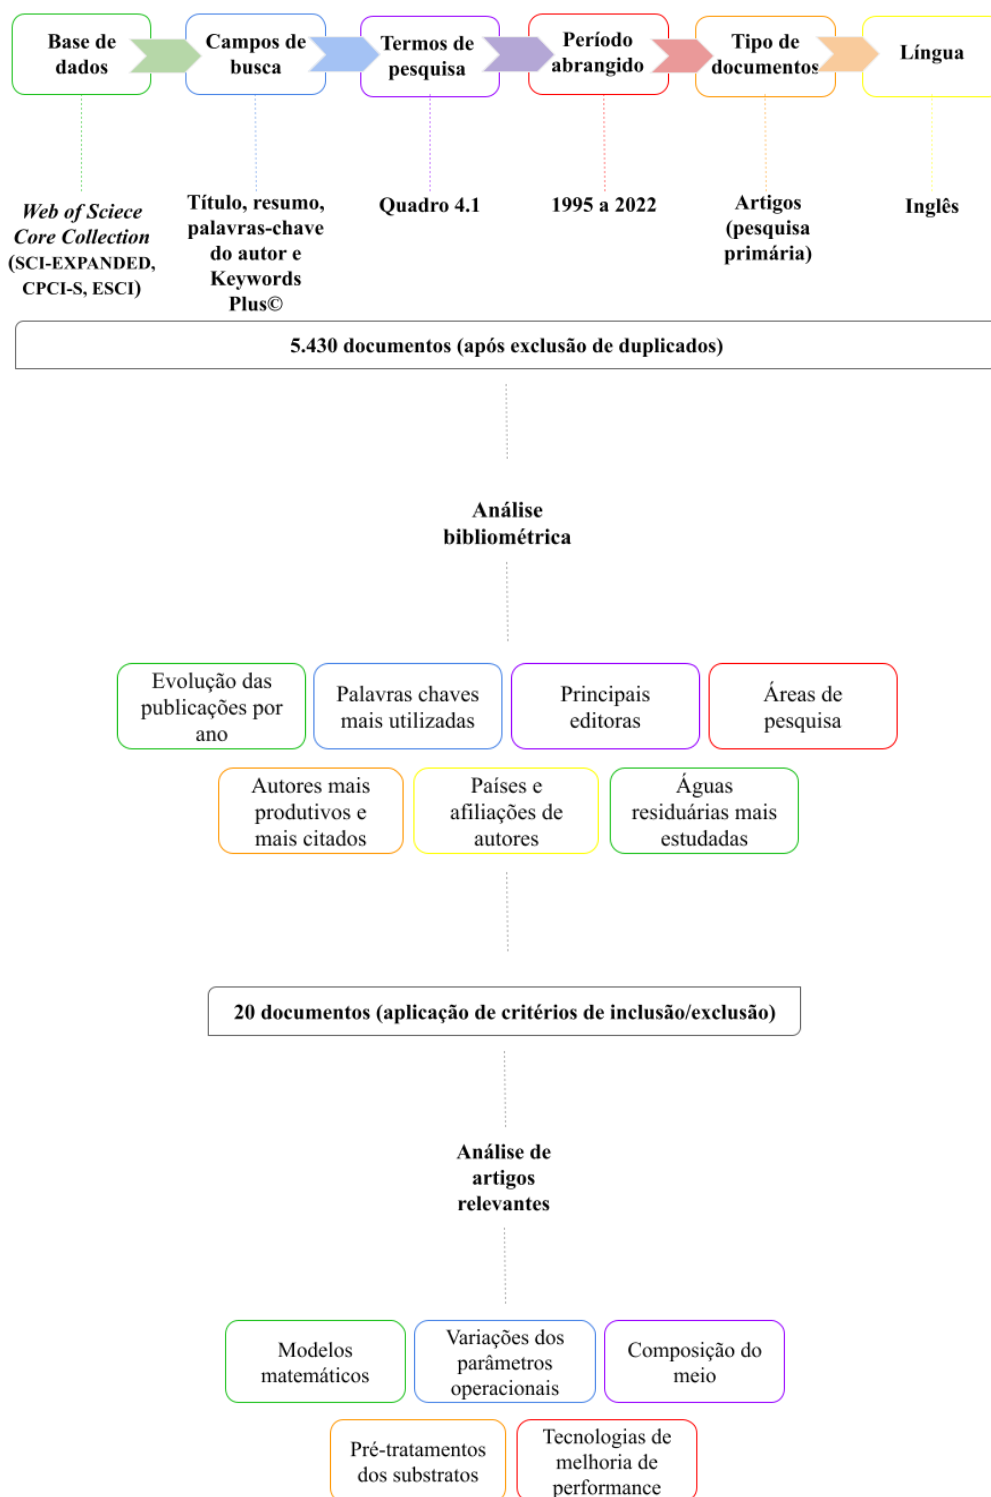 Base de
dados
Campos de
busca
Termos de
pesquisa
Período
abrangido
Tipo de
documentos
Língua
Web of Sciece
Core Collection
(SCI-EXPANDED,
CPCI-S, ESCI)
Título, resumo,
palavras-chave
do autor e
Keywords
Plus©
Quadro 4.1
1995 a 2022
Artigos
(pesquisa
primária)
Inglês
5.430 documentos (após exclusão de duplicados)
Análise
bibliométrica
Evolução das
publicações por
ano
Palavras chaves
mais utilizadas
Principais
editoras
Áreas de
pesquisa
Autores mais
produtivos e
mais citados
Países e
afiliações de
autores
Águas
residuárias mais
estudadas
20 documentos (aplicação de critérios de inclusão/exclusão)
Análise de
artigos
relevantes
Modelos
matemáticos
Variações dos
parâmetros
operacionais
Composição do
meio
Pré-tratamentos
dos substratos
Tecnologias de
melhoria de
performance